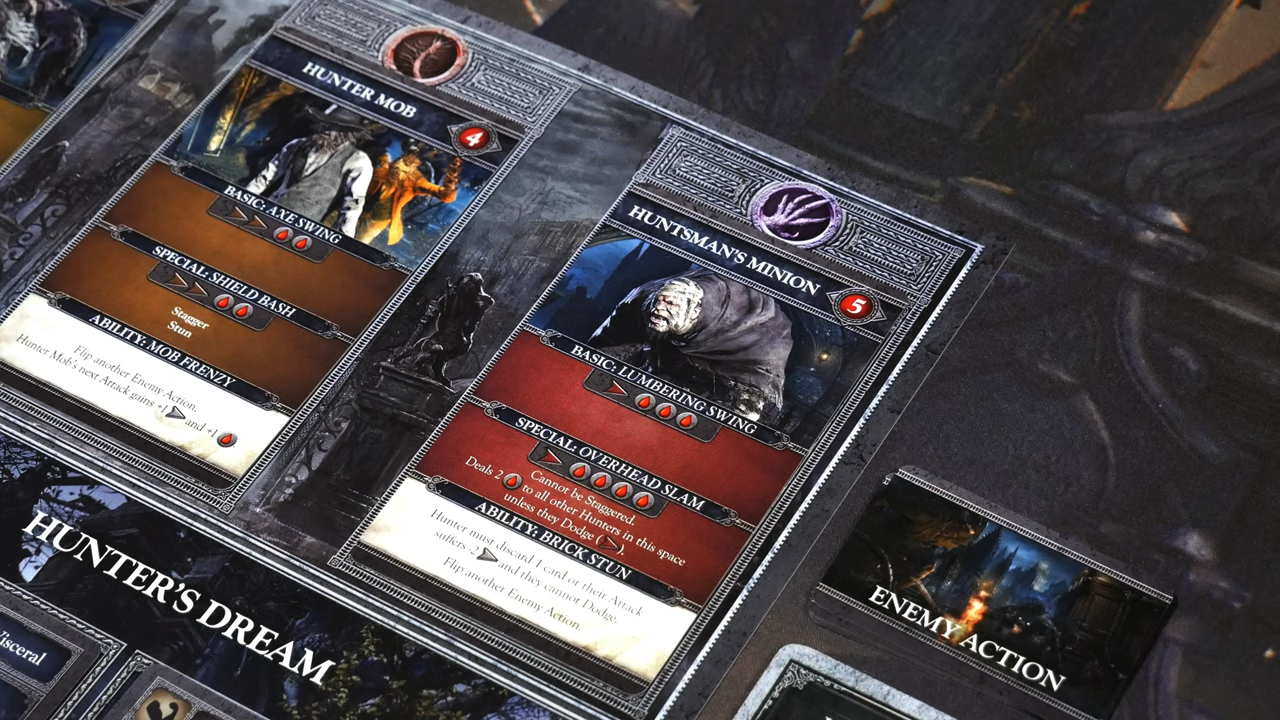 HUNTER MOB
4
BASIC: AXE SWING
SPECIAL: SHIELD BASH
Stagger
Stun
ABILITY: MOB FRENZY
Flip another Enemy Action.
Hunter Mob's next Attack gains +1 and +1
HUNTSMAN'S MINION
5
BASIC: LUMBERING SWING
SPECIAL: OVERHEAD SLAM
Cannot be Staggered.
Deals 2 to all other Hunters in this space
unless they Dodge ( ).
ABILITY: BRICK STUN
Hunter must discard 1 card or their Attack
suffers -2 and they cannot Dodge.
Flip another Enemy Action.
HUNTER'S DREAM
Visceral
ENEMY ACTION